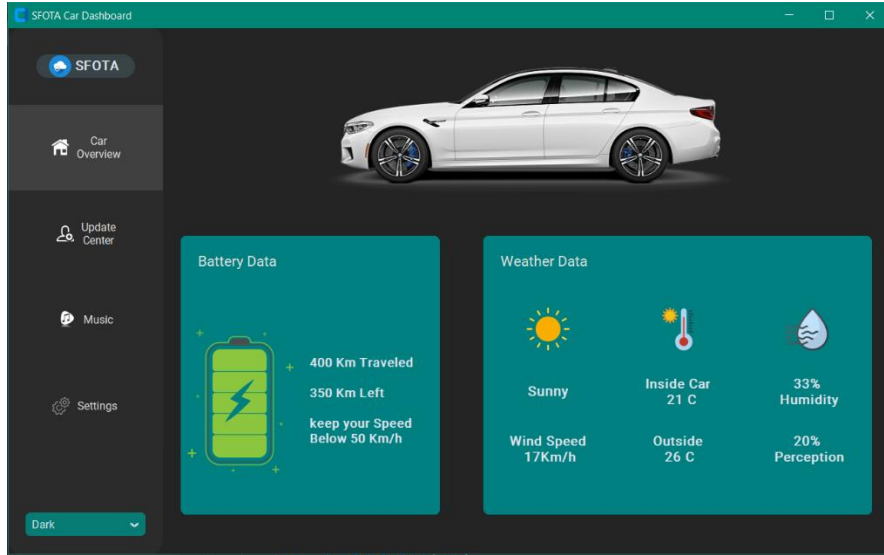 SFOTA Car Dashboard
SFOTA
Car
Overview
Update
Center
Music
Settings
Dark
Battery Data
400 Km Traveled
350 Km Left
keep your Speed
Below 50 Km/h
Weather Data
Sunny
Inside Car
21 C
33%
Humidity
Wind Speed
17Km/h
Outside
26 C
20%
Perception